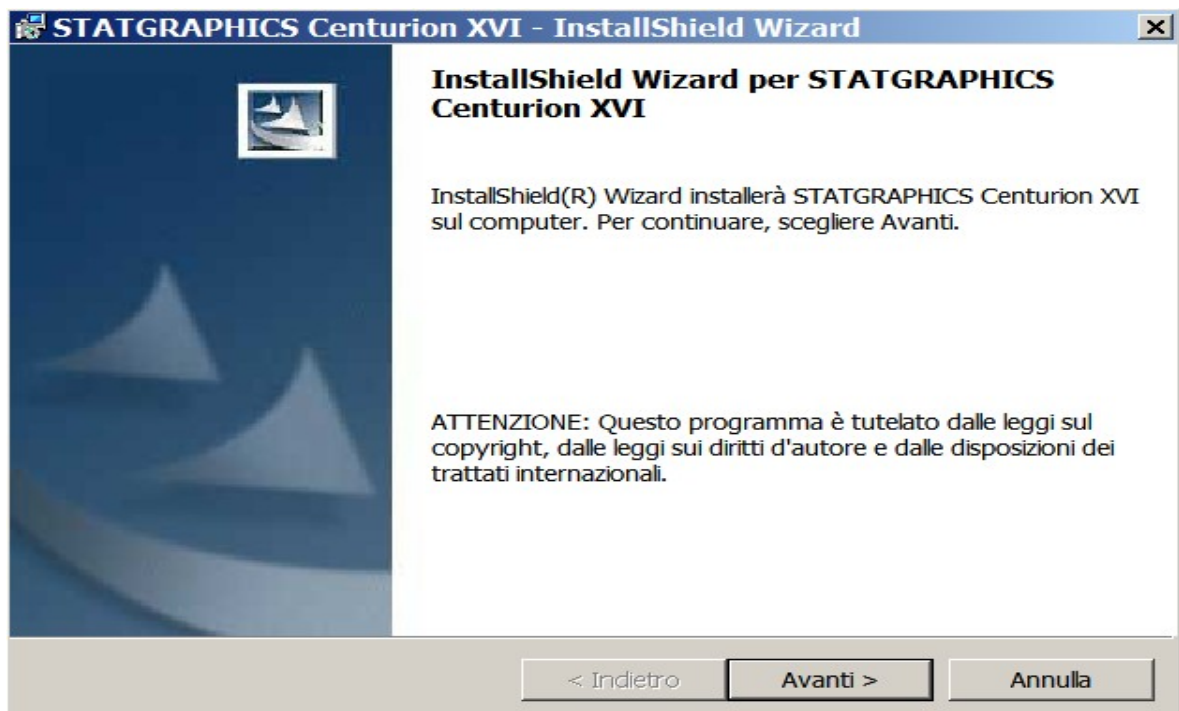 STATGRAPHICS Centurion XVI - InstallShield Wizard
InstallShield Wizard per STATGRAPHICS
Centurion XVI
InstallShield(R) Wizard installerà STATGRAPHICS Centurion XVI
sul computer. Per continuare, scegliere Avanti.
ATTENZIONE: Questo programma è tutelato dalle leggi sul
copyright, dalle leggi sui diritti d'autore e dalle disposizioni dei
trattati internazionali.
< Indietro Avanti > Annulla